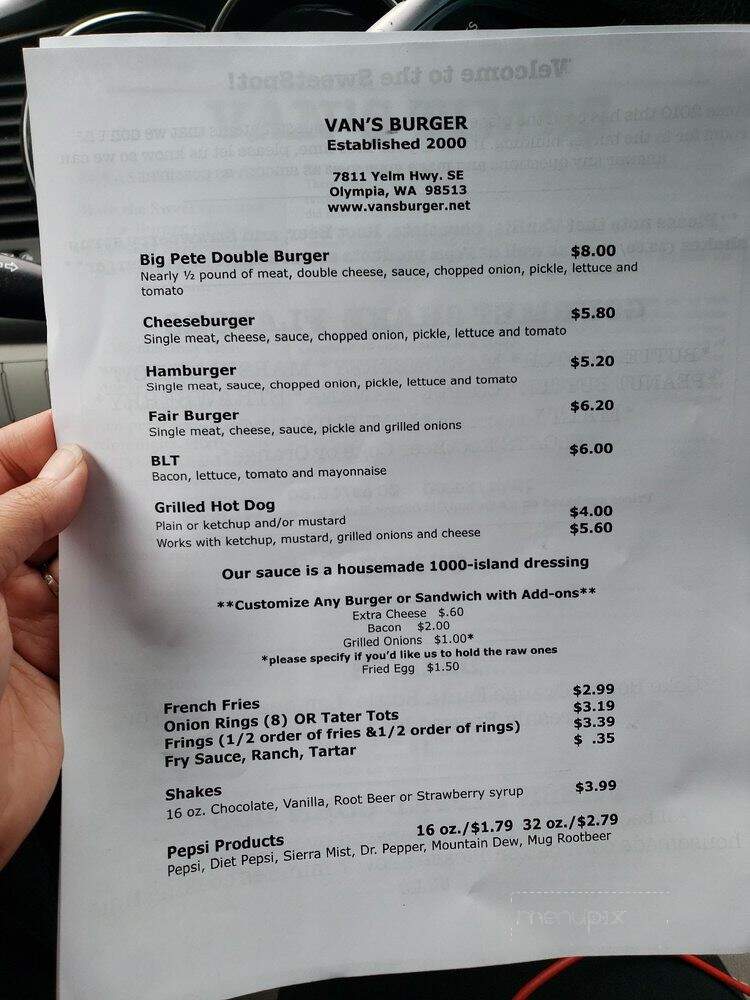 Welcome to the SweetSpot!
VAN'S BURGER
Established 2000
7811 Yelm Hwy. SE
Olympia, WA 98513
www.vansburger.net
Big Pete Double Burger $8.00
Nearly ½ pound of meat, double cheese, sauce, chopped onion, pickle, lettuce and
tomato
Cheeseburger $5.80
Single meat, cheese, sauce, chopped onion, pickle, lettuce and tomato
Hamburger $5.20
Single meat, sauce, chopped onion, pickle, lettuce and tomato
Fair Burger $6.20
Single meat, cheese, sauce, pickle and grilled onions
BLT $6.00
Bacon, lettuce, tomato and mayonnaise
Grilled Hot Dog
Plain or ketchup and/or mustard $4.00
Works with ketchup, mustard, grilled onions and cheese $5.60
Our sauce is a housemade 1000-island dressing
**Customize Any Burger or Sandwich with Add-ons**
Extra Cheese $.60
Bacon $2.00
Grilled Onions $1.00*
*please specify if you'd like us to hold the raw ones
Fried Egg $1.50
French Fries $2.99
Onion Rings (8) OR Tater Tots $3.19
Frings (1/2 order of fries &1/2 order of rings) $3.39
Fry Sauce, Ranch, Tartar $ .35
Shakes $3.99
16 oz. Chocolate, Vanilla, Root Beer or Strawberry syrup
Pepsi Products 16 oz./$1.79 32 oz./$2.79
Pepsi, Diet Pepsi, Sierra Mist, Dr. Pepper, Mountain Dew, Mug Rootbeer
menupix